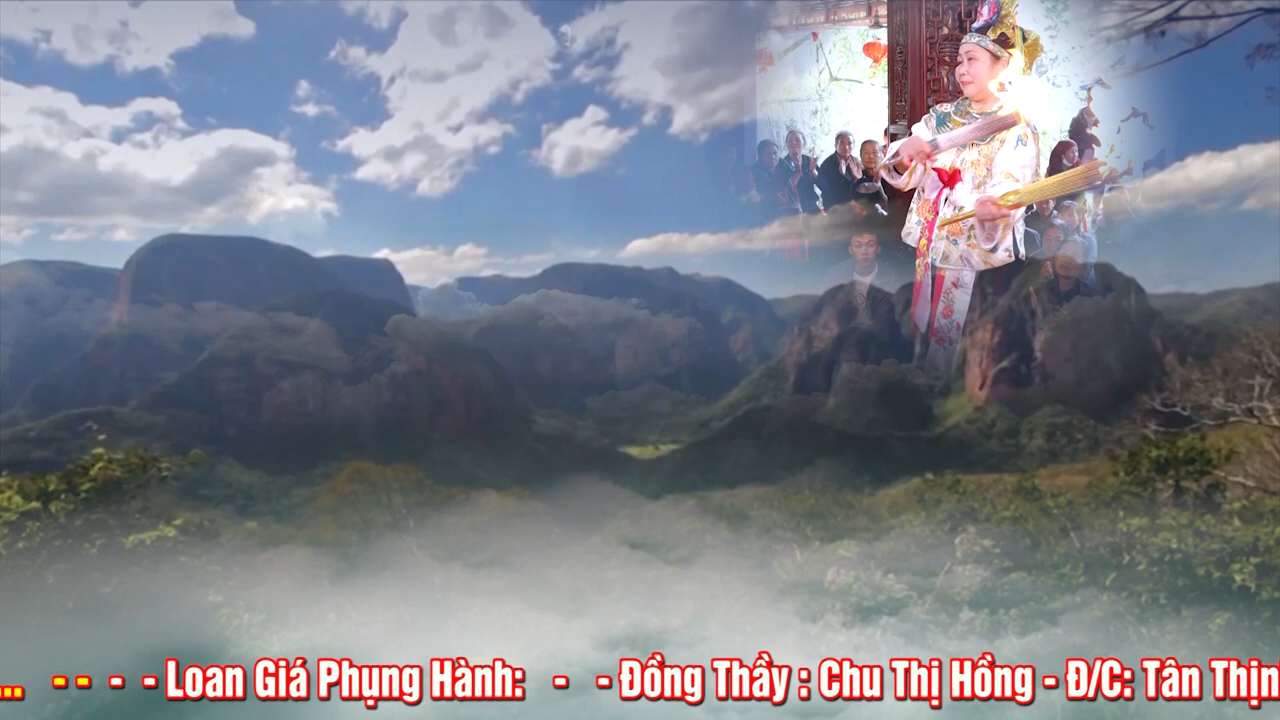 ... - - - - Loan Giá Phụng Hành: - - Đồng Thầy : Chu Thị Hồng - Đ/C: Tân Thịn